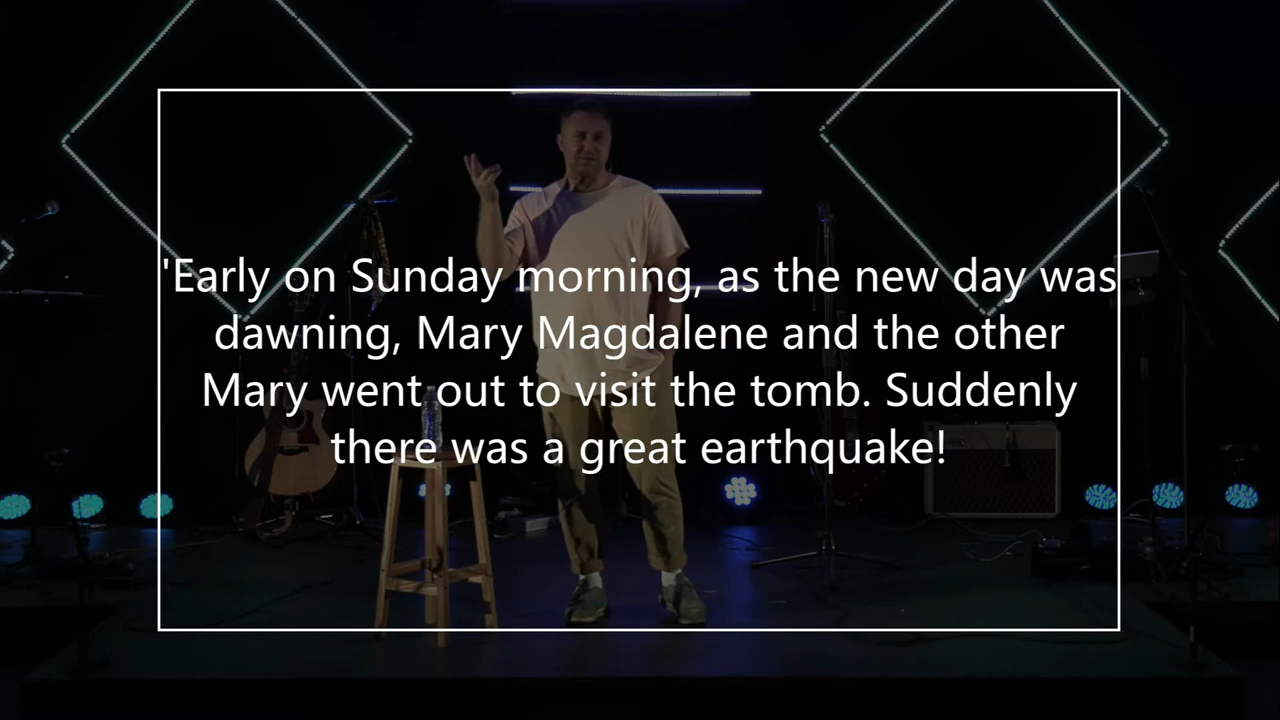 'Early on Sunday morning, as the new day was
dawning, Mary Magdalene and the other
Mary went out to visit the tomb. Suddenly
there was a great earthquake!